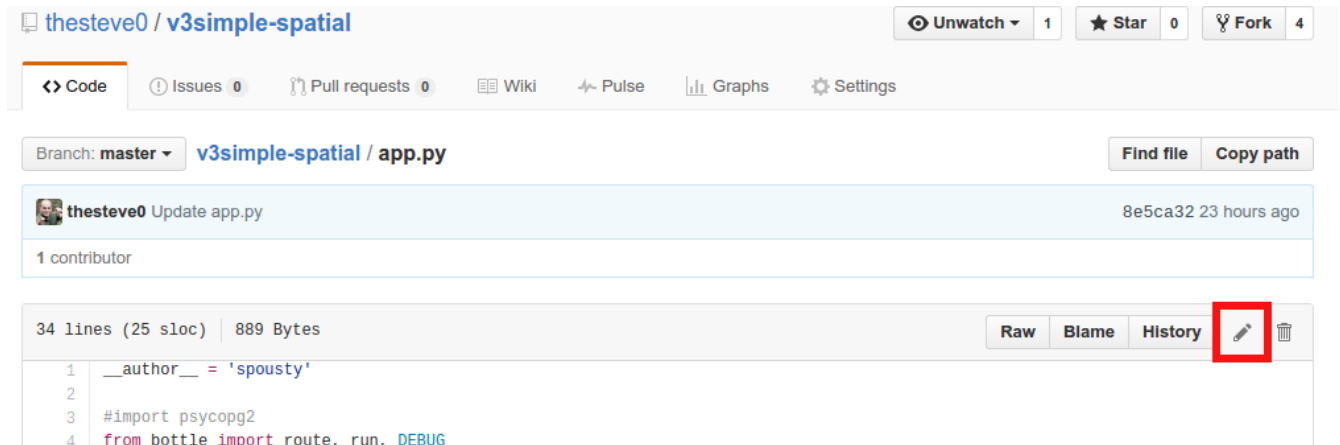 thesteve0 / v3simple-spatial Unwatch 1 Star 0 Fork 4
<> Code Issues 0 Pull requests 0 Wiki Pulse Graphs Settings
Branch: master v3simple-spatial / app.py Find file Copy path
thesteve0 Update app.py 8e5ca32 23 hours ago
1 contributor
34 lines (25 sloc) 889 Bytes Raw Blame History
1 __author__ = 'spousty'
2
3 #import psycopg2
4 from bottle import route, run, DEBUG